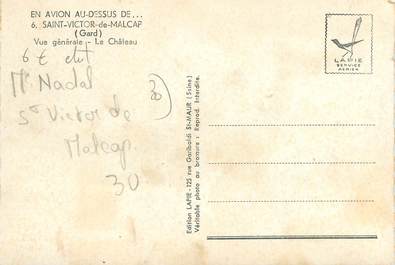 EN AVION AU-DESSUS DE...
6. SAINT-VICTOR-de-MALCAP
(Gard)
Vue générale - Le Château
6 € dut
Mr Nadal
St Victor de
Malcap.
30
30
Edition LAPIE - 125 rue Garibaldi St-MAUR (Seine)
Véritable photo au bromure : Reprod. Interdite.
LAPIE
SERVICE
AERIEN